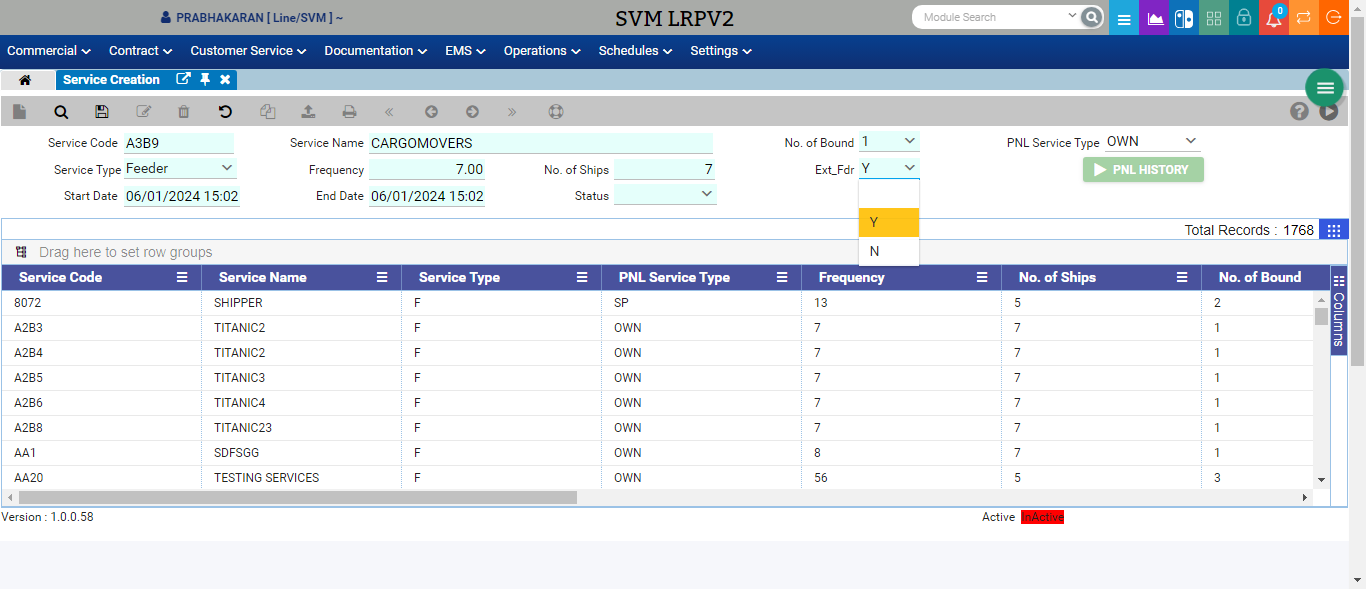 PRABHAKARAN [ Line/SVM ] ~ SVM LRPV2 Module Search 0
Commercial Contract Customer Service Documentation EMS Operations Schedules Settings
Service Creation
Service Code A3B9 Service Name CARGOMOVERS No. of Bound 1 PNL Service Type OWN
Service Type Feeder Frequency 7.00 No. of Ships 7 Ext_Fdr Y PNL HISTORY
Start Date 06/01/2024 15:02 End Date 06/01/2024 15:02 Status
Y
N
Total Records : 1768
Drag here to set row groups
Service Code Service Name Service Type PNL Service Type Frequency No. of Ships No. of Bound
Columns
8072 SHIPPER F SP 13 5 2
A2B3 TITANIC2 F OWN 7 7 1
A2B4 TITANIC2 F OWN 7 7 1
A2B5 TITANIC3 F OWN 7 7 1
A2B6 TITANIC4 F OWN 7 7 1
A2B8 TITANIC23 F OWN 7 7 1
AA1 SDFSGG F OWN 8 7 1
AA20 TESTING SERVICES F OWN 56 5 3
Version : 1.0.0.58 Active InActive